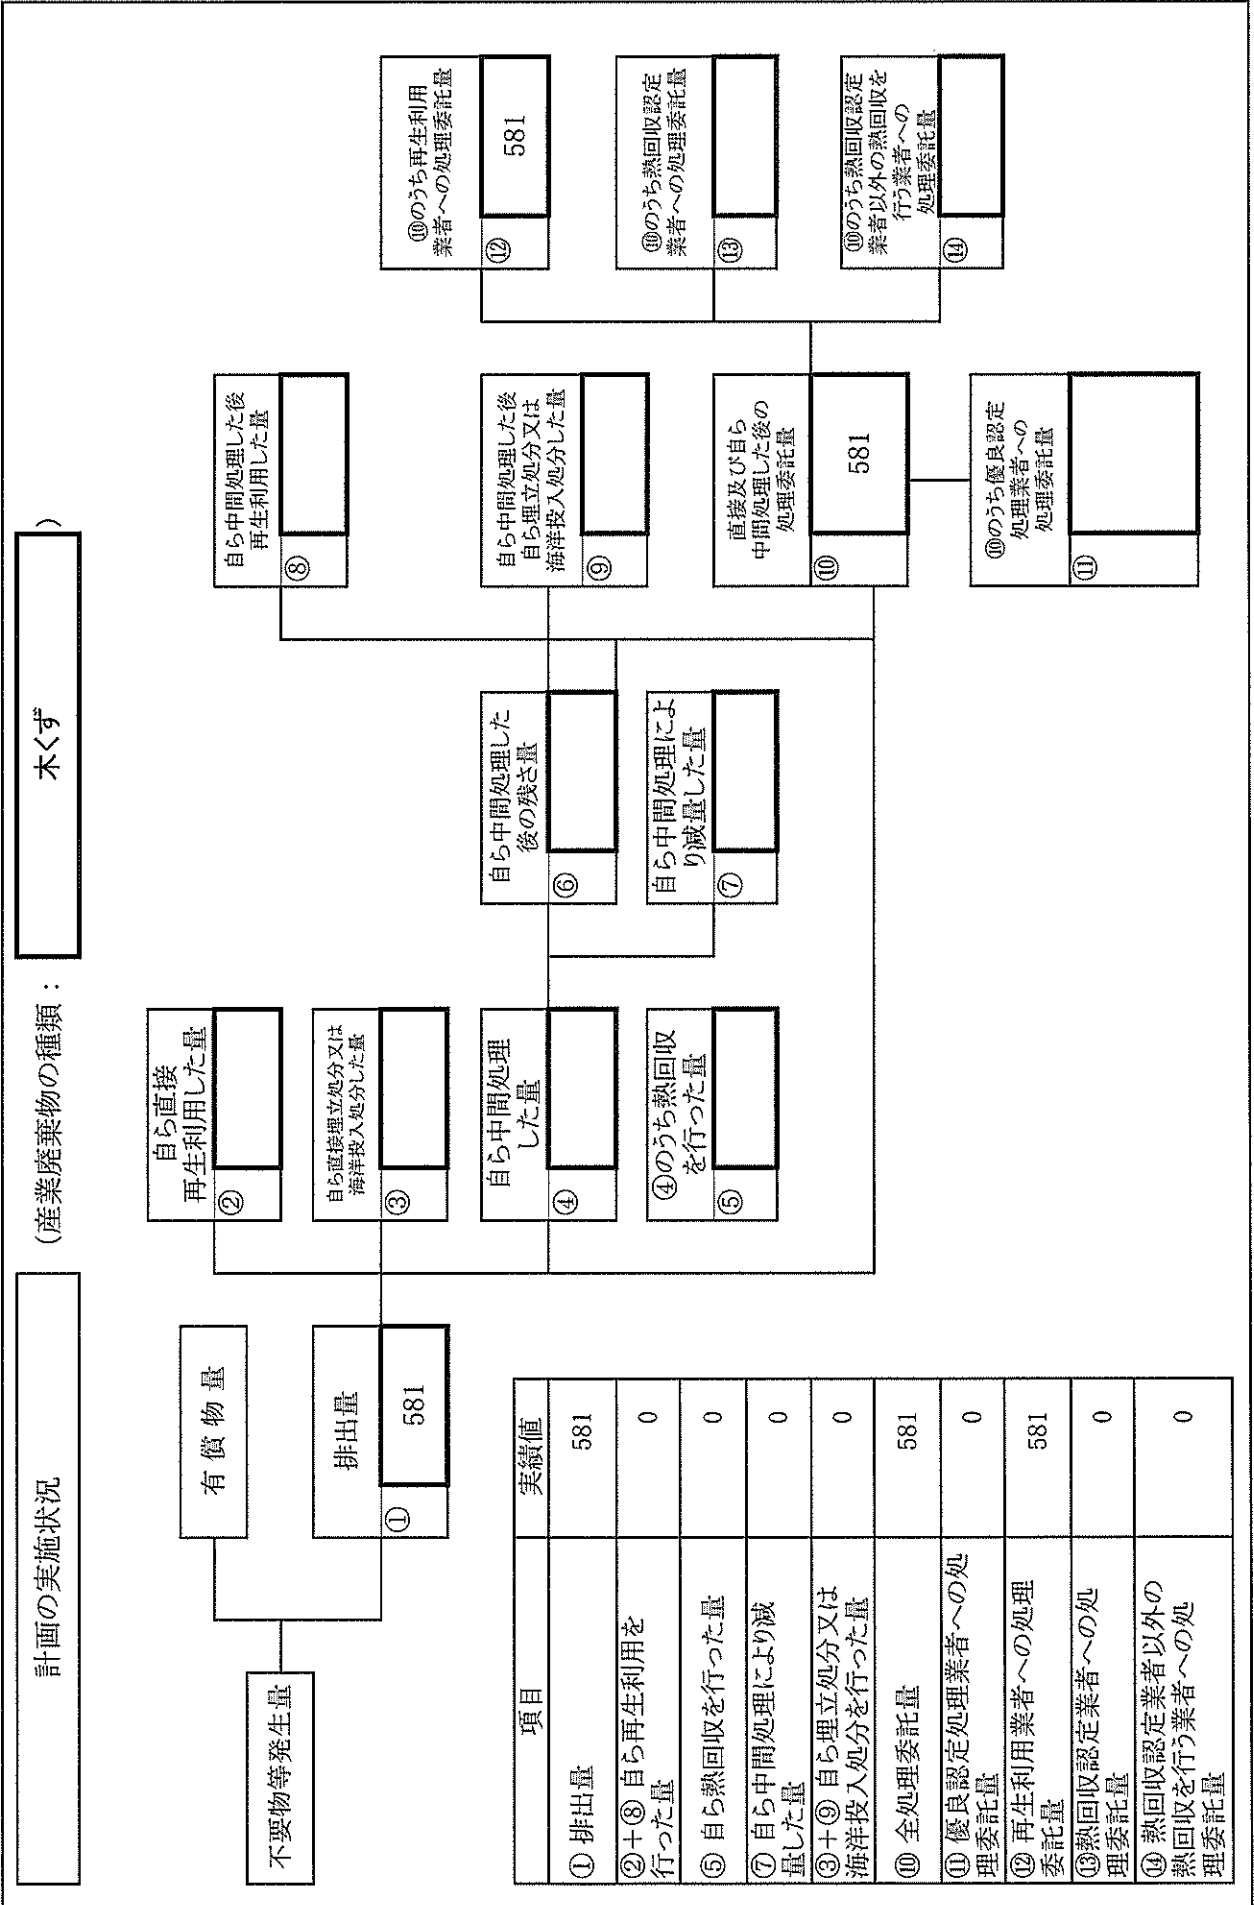 計画の実施状況
(産業廃棄物の種類：
木くず
)
不要物等発生量
有 償 物 量
排出量
①
581
自ら直接
再生利用した量
②
自ら直接埋立処分又は
海洋投入処分した量
③
自ら中間処理
した量
④
④のうち熱回収
を行った量
⑤
自ら中間処理した
後の残さ量
⑥
自ら中間処理によ
り減量した量
⑦
自ら中間処理した後
再生利用した量
⑧
自ら中間処理した後
自ら埋立処分又は
海洋投入処分した量
⑨
直接及び自ら
中間処理した後の
処理委託量
⑩
581
⑩のうち優良認定
処理業者への
処理委託量
⑪
⑩のうち再生利用
業者への処理委託量
⑫
581
⑩のうち熱回収認定
業者への処理委託量
⑬
⑩のうち熱回収認定
業者以外の熱回収を
行う業者への
処理委託量
⑭
項目
実績値
① 排出量
581
②+⑧ 自ら再生利用を
行った量
0
⑤ 自ら熱回収を行った量
0
⑦ 自ら中間処理により減
量した量
0
③+⑨ 自ら埋立処分又は
海洋投入処分を行った量
0
⑩ 全処理委託量
581
⑪ 優良認定処理業者への処
理委託量
0
⑫ 再生利用業者への処理
委託量
581
⑬熱回収認定業者への処
理委託量
0
⑭ 熱回収認定業者以外の
熱回収を行う業者への処
理委託量
0